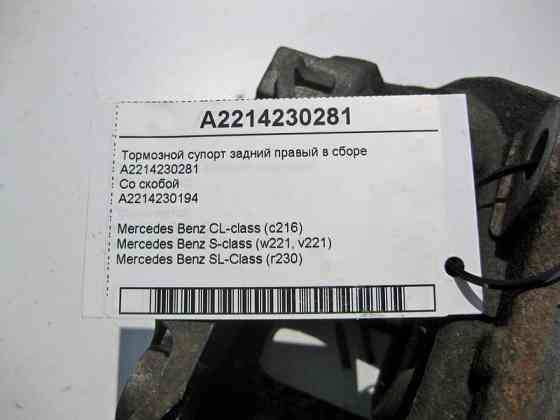 A2214230281
Тормозной супорт задний правый в сборе
A2214230281
Со скобой
A2214230194
Mercedes Benz CL-class (c216)
Mercedes Benz S-class (w221, v221)
Mercedes Benz SL-Class (r230)